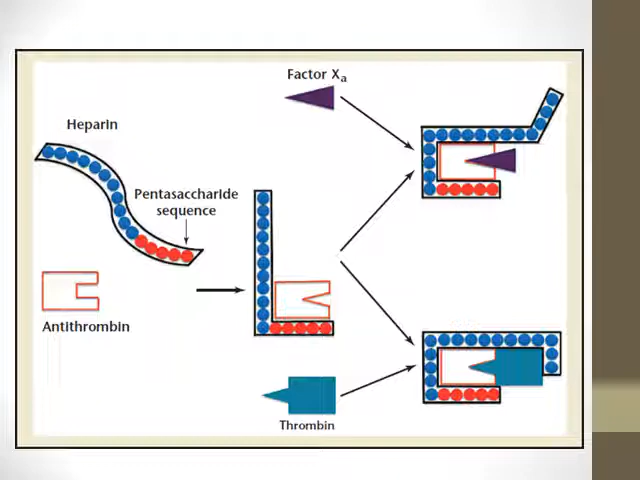 Factor Xₐ
Heparin
Pentasaccharide
sequence
Antithrombin
Thrombin